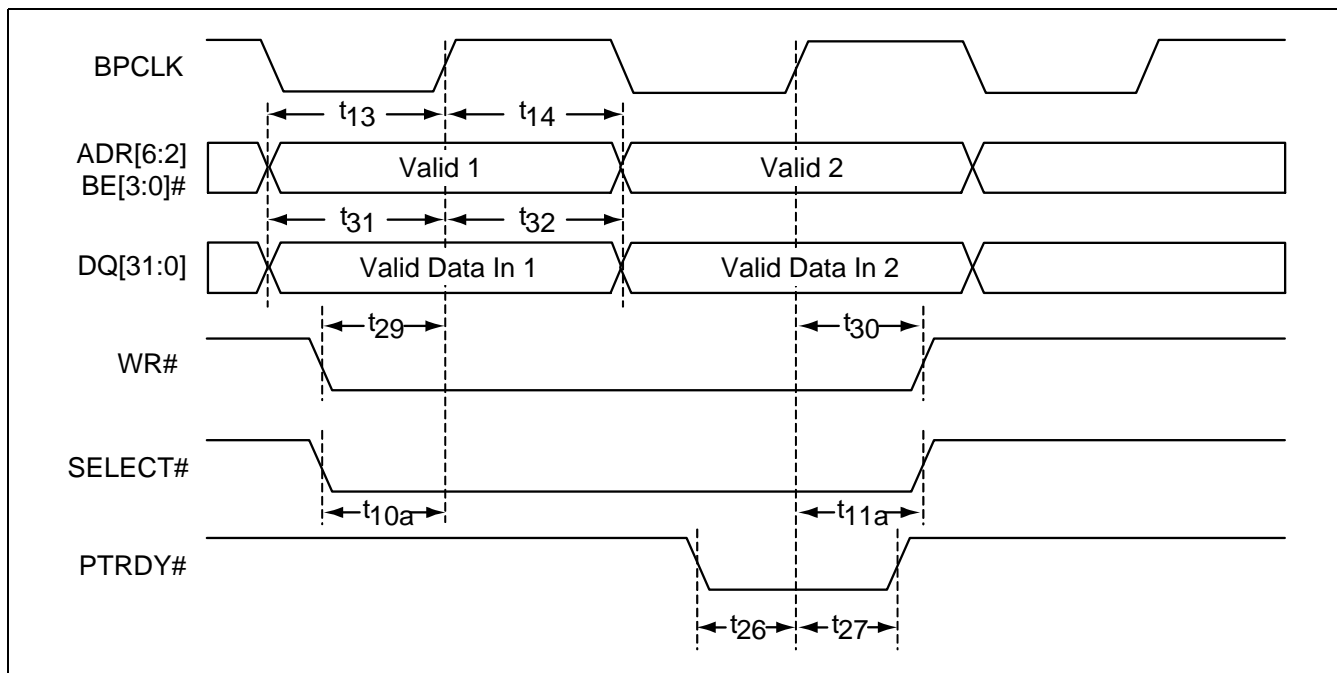 BPCLK
t13
t14
ADR[6:2]
BE[3:0]#
Valid 1
Valid 2
t31
t32
DQ[31:0]
Valid Data In 1
Valid Data In 2
t29
t30
WR#
SELECT#
t10a
t11a
PTRDY#
t26
t27